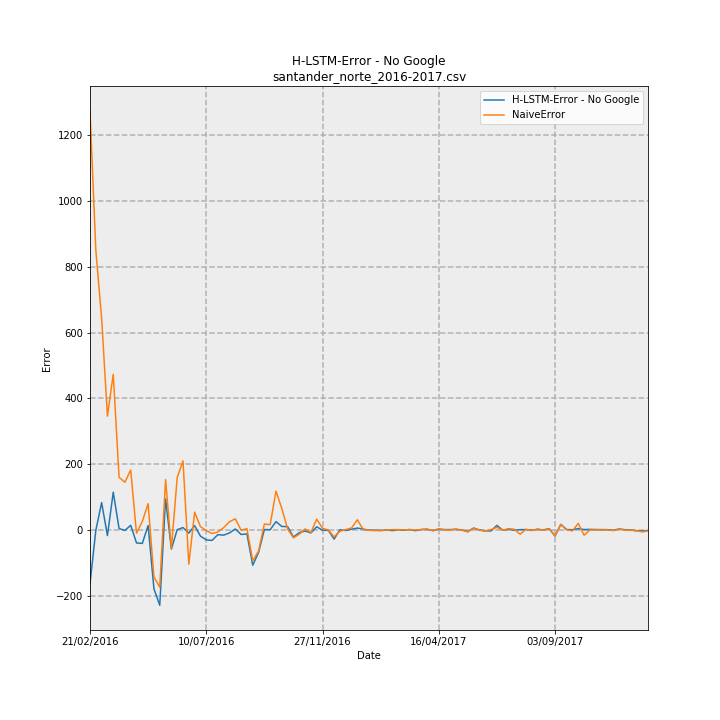 H-LSTM-Error - No Google
santander_norte_2016-2017.csv
H-LSTM-Error - No Google
NaiveError
1200
1000
800
600
400
200
0
−200
Error
21/02/2016
10/07/2016
27/11/2016
16/04/2017
03/09/2017
Date